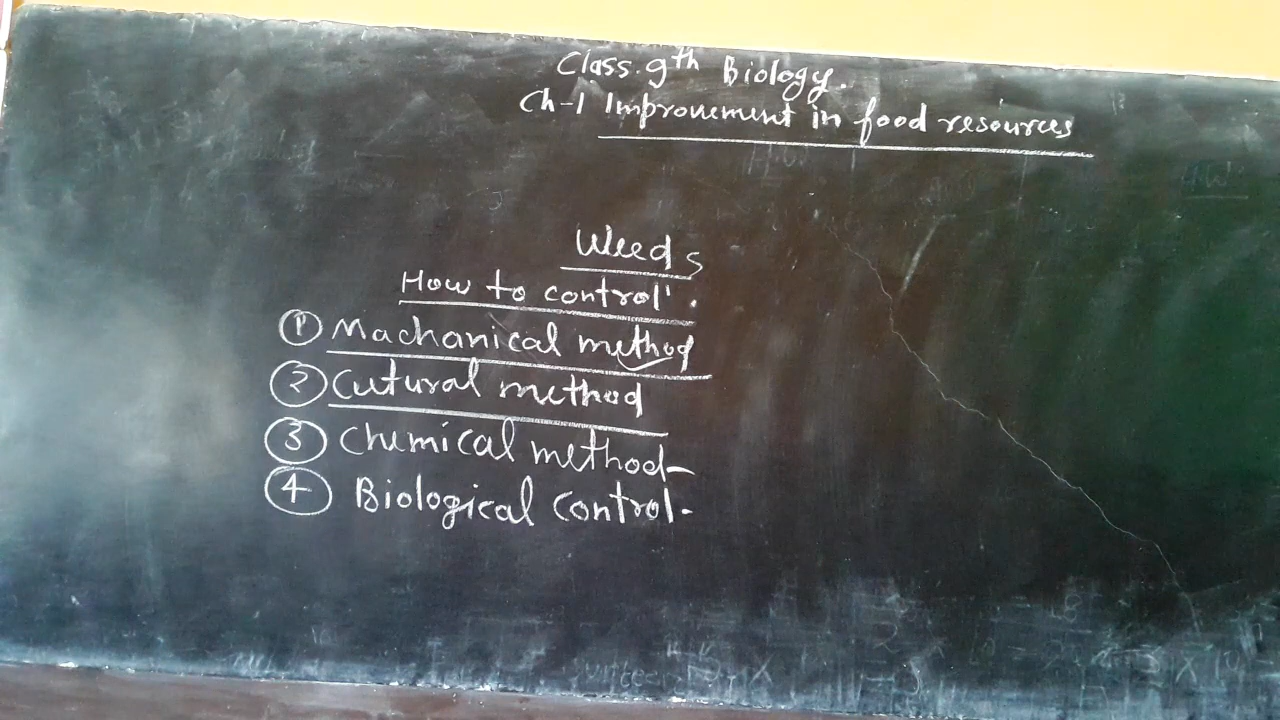 Class. 9th Biology.
Ch-1 Improvement in food resources
Weeds
How to control'.
① Machanical method
② Cutural method
③ Chemical method-
④ Biological control.